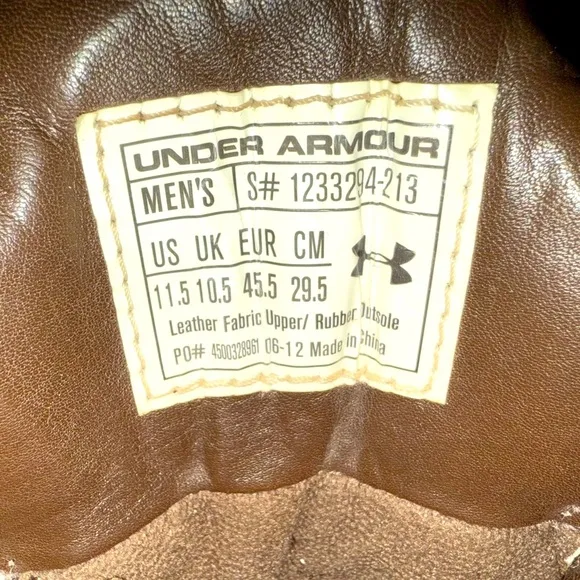 UNDER ARMOUR
MEN'S S# 1233294-213
US UK EUR CM
11.5 10.5 45.5 29.5
Leather Fabric Upper/ Rubber Outsole
PO# 4500328961 06-12 Made in China